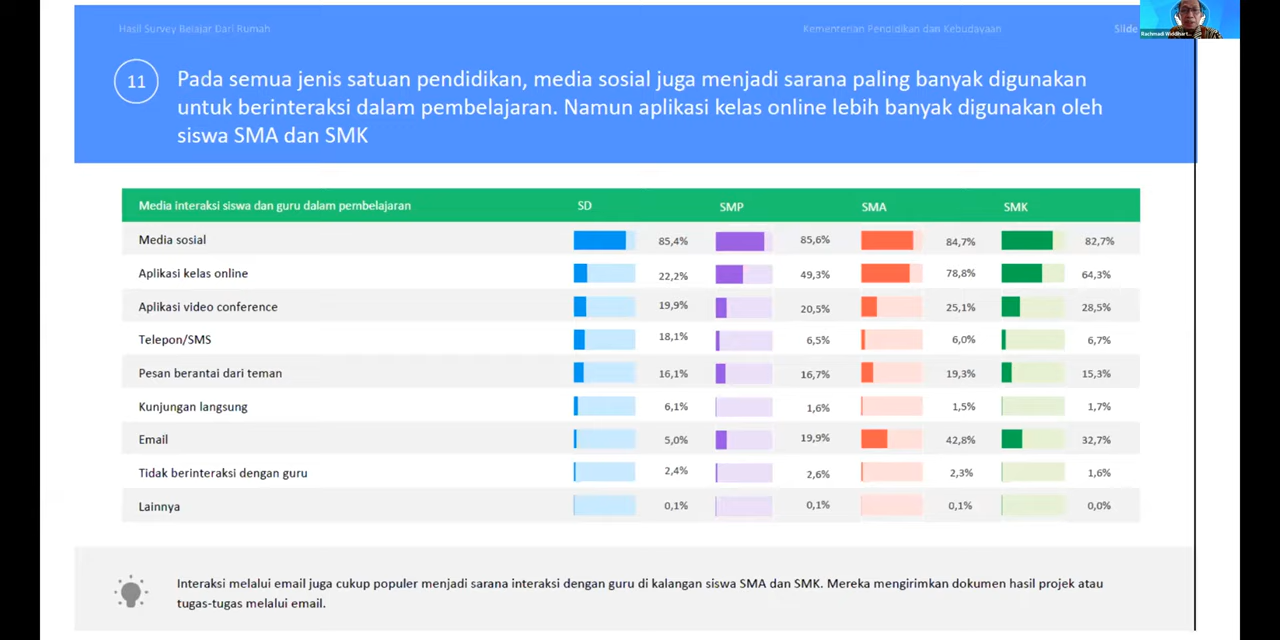 Hasil Survey Belajar Dari Rumah
Kementerian Pendidikan dan Kebudayaan
Slide
11
Pada semua jenis satuan pendidikan, media sosial juga menjadi sarana paling banyak digunakan
untuk berinteraksi dalam pembelajaran. Namun aplikasi kelas online lebih banyak digunakan oleh
siswa SMA dan SMK
Media interaksi siswa dan guru dalam pembelajaran SD SMP SMA SMK
Media sosial 85,4% 85,6% 84,7% 82,7%
Aplikasi kelas online 22,2% 49,3% 78,8% 64,3%
Aplikasi video conference 19,9% 20,5% 25,1% 28,5%
Telepon/SMS 18,1% 6,5% 6,0% 6,7%
Pesan berantai dari teman 16,1% 16,7% 19,3% 15,3%
Kunjungan langsung 6,1% 1,6% 1,5% 1,7%
Email 5,0% 19,9% 42,8% 32,7%
Tidak berinteraksi dengan guru 2,4% 2,6% 2,3% 1,6%
Lainnya 0,1% 0,1% 0,1% 0,0%
Interaksi melalui email juga cukup populer menjadi sarana interaksi dengan guru di kalangan siswa SMA dan SMK. Mereka mengirimkan dokumen hasil projek atau
tugas-tugas melalui email.